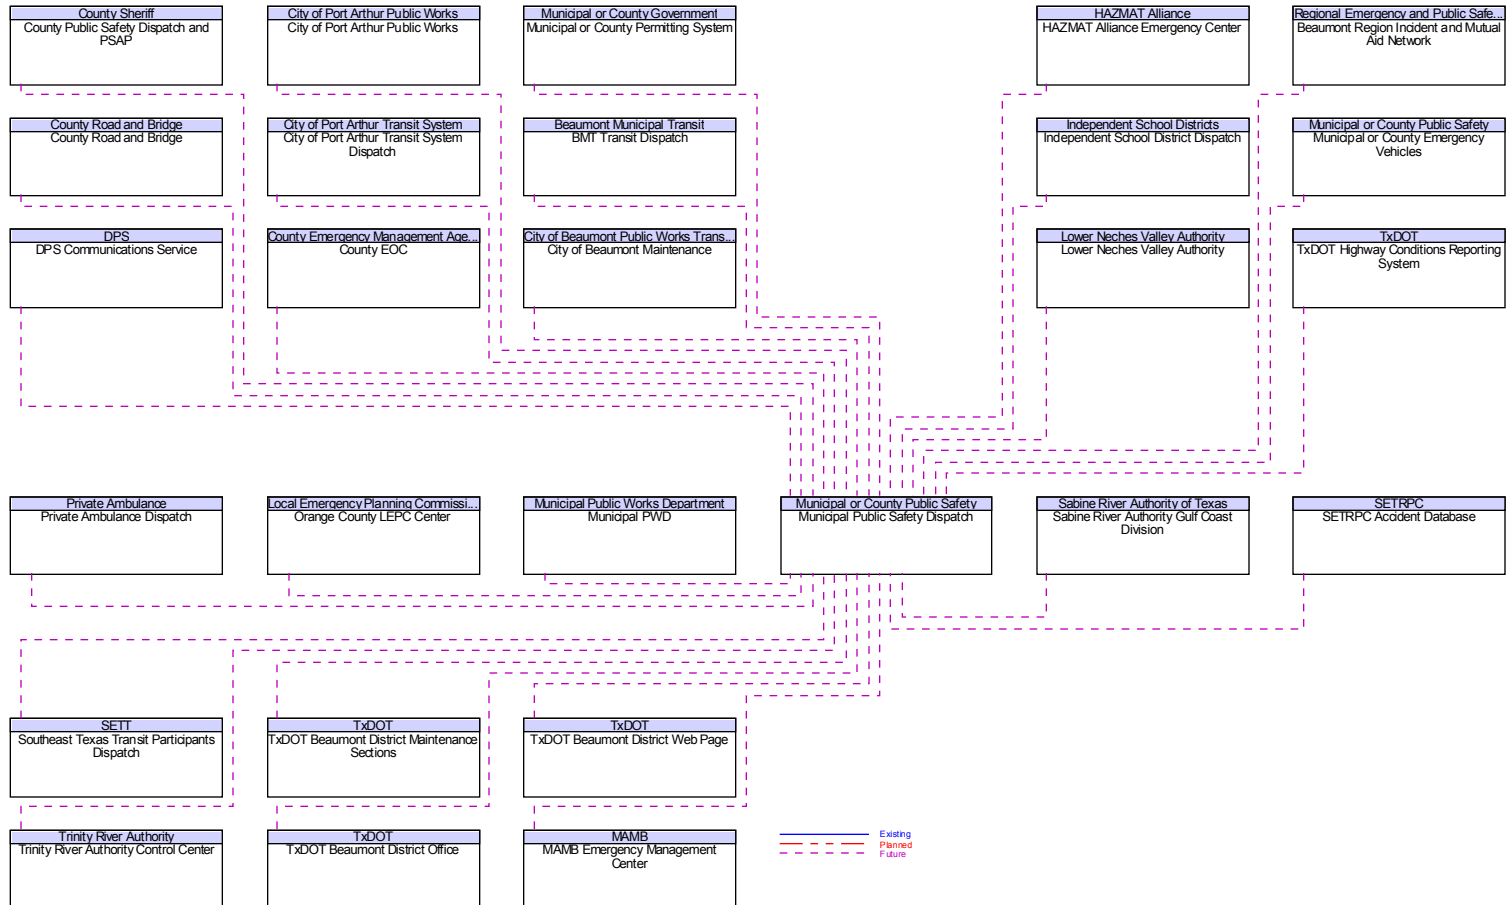 County Sheriff
County Public Safety Dispatch and
PSAP
City of Port Arthur Public Works
City of Port Arthur Public Works
Municipal or County Government
Municipal or County Permitting System
HAZMAT Alliance
HAZMAT Alliance Emergency Center
Regional Emergency and Public Safe...
Beaumont Region Incident and Mutual
Aid Network
County Road and Bridge
County Road and Bridge
City of Port Arthur Transit System
City of Port Arthur Transit System
Dispatch
Beaumont Municipal Transit
BMT Transit Dispatch
Independent School Districts
Independent School District Dispatch
Municipal or County Public Safety
Municipal or County Emergency
Vehicles
DPS
DPS Communications Service
County Emergency Management Age...
County EOC
City of Beaumont Public Works Trans...
City of Beaumont Maintenance
Lower Neches Valley Authority
Lower Neches Valley Authority
TxDOT
TxDOT Highway Conditions Reporting
System
Private Ambulance
Private Ambulance Dispatch
Local Emergency Planning Commissi...
Orange County LEPC Center
Municipal Public Works Department
Municipal PWD
Municipal or County Public Safety
Municipal Public Safety Dispatch
Sabine River Authority of Texas
Sabine River Authority Gulf Coast
Division
SETRPC
SETRPC Accident Database
SETT
Southeast Texas Transit Participants
Dispatch
TxDOT
TxDOT Beaumont District Maintenance
Sections
TxDOT
TxDOT Beaumont District Web Page
Trinity River Authority
Trinity River Authority Control Center
TxDOT
TxDOT Beaumont District Office
MAMB
MAMB Emergency Management
Center
Existing
Planned
Future